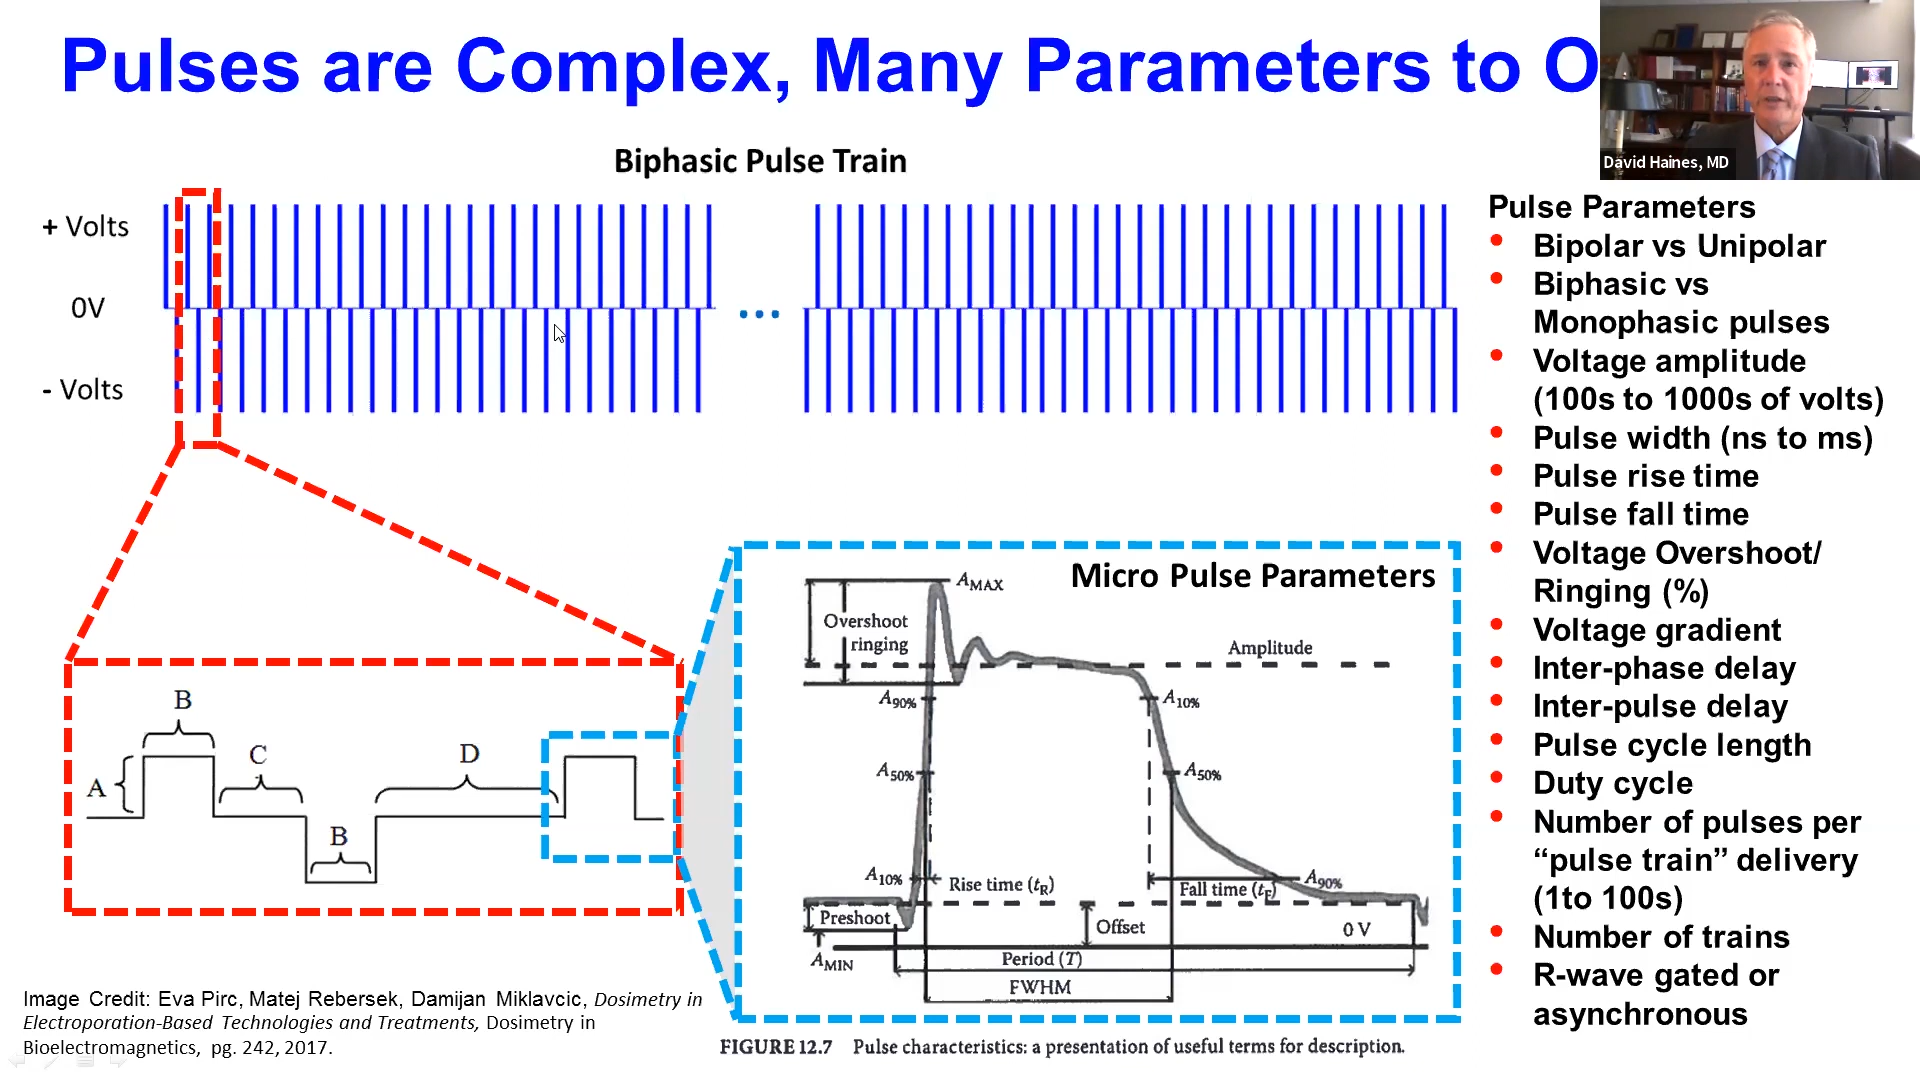 Pulses are Complex, Many Parameters to O
David Haines, MD
Biphasic Pulse Train
+ Volts
0V
- Volts
...
Pulse Parameters
• Bipolar vs Unipolar
• Biphasic vs
Monophasic pulses
• Voltage amplitude
(100s to 1000s of volts)
• Pulse width (ns to ms)
• Pulse rise time
• Pulse fall time
• Voltage Overshoot/
Ringing (%)
• Voltage gradient
• Inter-phase delay
• Inter-pulse delay
• Pulse cycle length
• Duty cycle
• Number of pulses per
“pulse train” delivery
(1to 100s)
• Number of trains
• R-wave gated or
asynchronous
B
C
D
A
B
Micro Pulse Parameters
AMAX
Overshoot
ringing
Amplitude
A90%
A10%
A50%
A50%
A10%
Rise time (tR)
Fall time (tF)
A90%
Preshoot
Offset
0 V
AMIN
Period (T)
FWHM
Image Credit: Eva Pirc, Matej Rebersek, Damijan Miklavcic, Dosimetry in
Electroporation-Based Technologies and Treatments, Dosimetry in
Bioelectromagnetics, pg. 242, 2017.
FIGURE 12.7 Pulse characteristics: a presentation of useful terms for description.